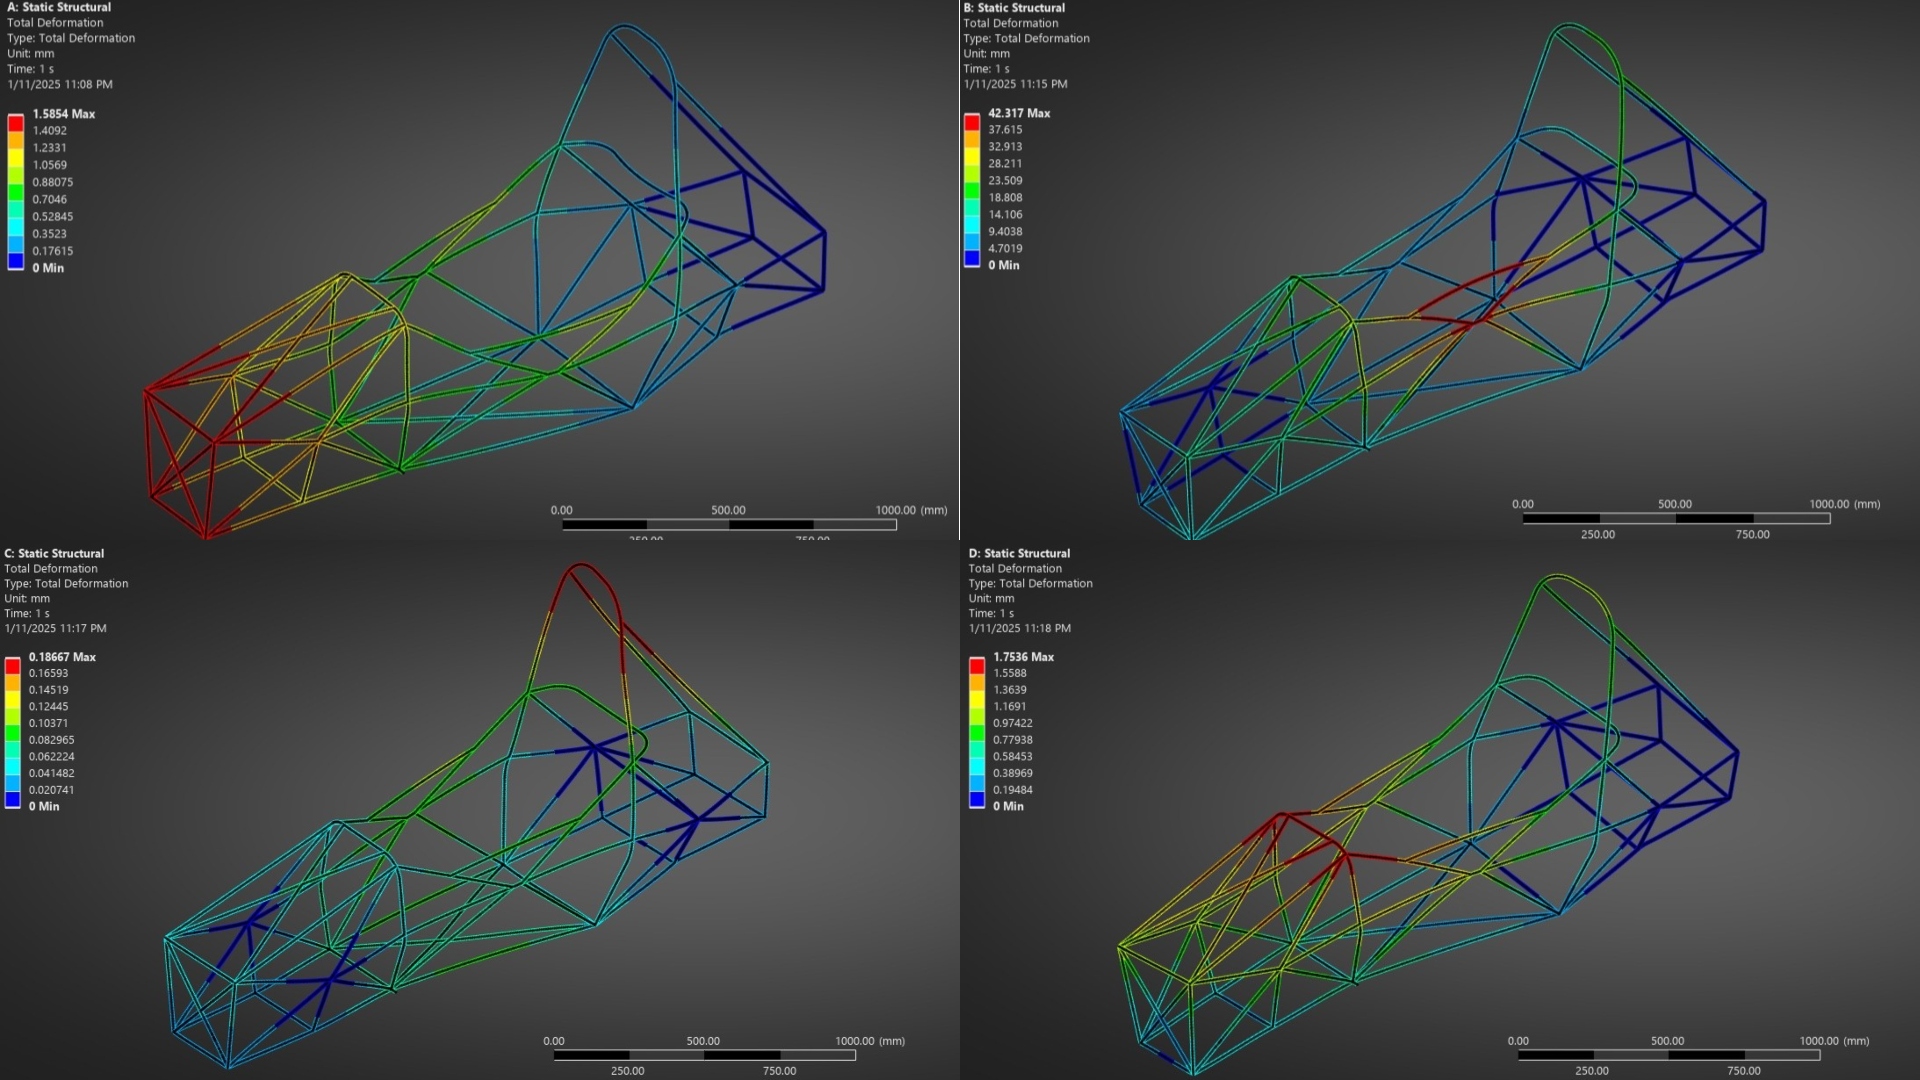 A: Static Structural
Total Deformation
Type: Total Deformation
Unit: mm
Time: 1 s
1/11/2025 11:08 PM
1.5854 Max
1.4092
1.2331
1.0569
0.88075
0.7046
0.52845
0.3523
0.17615
0 Min
0.00 500.00 1000.00 (mm)
250.00 750.00
B: Static Structural
Total Deformation
Type: Total Deformation
Unit: mm
Time: 1 s
1/11/2025 11:15 PM
42.317 Max
37.615
32.913
28.211
23.509
18.808
14.106
9.4038
4.7019
0 Min
0.00 500.00 1000.00 (mm)
250.00 750.00
C: Static Structural
Total Deformation
Type: Total Deformation
Unit: mm
Time: 1 s
1/11/2025 11:17 PM
0.18667 Max
0.16593
0.14519
0.12445
0.10371
0.082965
0.062224
0.041482
0.020741
0 Min
0.00 500.00 1000.00 (mm)
250.00 750.00
D: Static Structural
Total Deformation
Type: Total Deformation
Unit: mm
Time: 1 s
1/11/2025 11:18 PM
1.7536 Max
1.5588
1.3639
1.1691
0.97422
0.77938
0.58453
0.38969
0.19484
0 Min
0.00 500.00 1000.00 (mm)
250.00 750.00